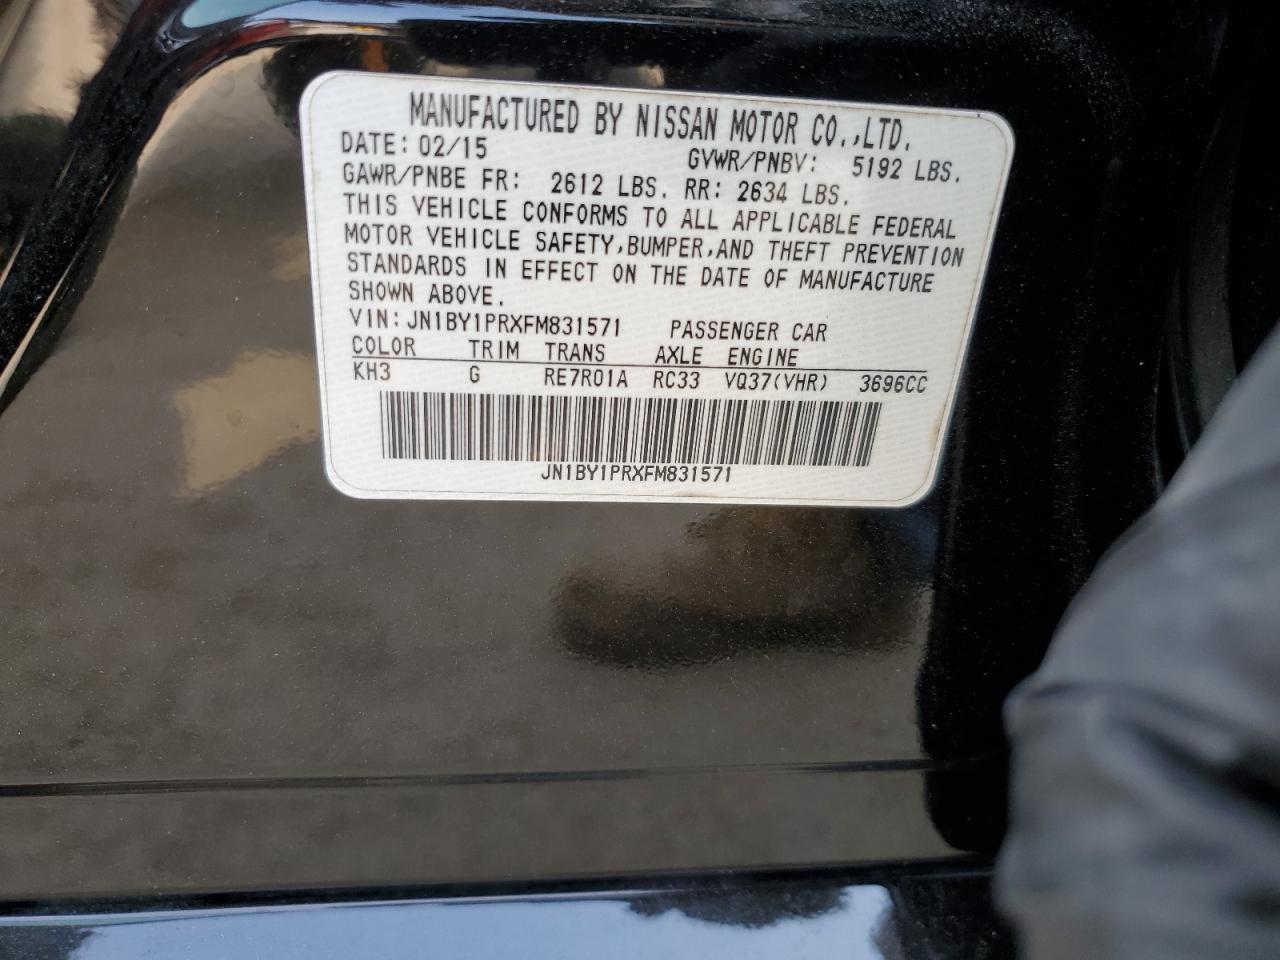 MANUFACTURED BY NISSAN MOTOR CO.,LTD.
DATE: 02/15 GVWR/PNBV: 5192 LBS.
GAWR/PNBE FR: 2612 LBS. RR: 2634 LBS.
THIS VEHICLE CONFORMS TO ALL APPLICABLE FEDERAL
MOTOR VEHICLE SAFETY,BUMPER,AND THEFT PREVENTION
STANDARDS IN EFFECT ON THE DATE OF MANUFACTURE
SHOWN ABOVE.
VIN: JN1BY1PRXFM831571 PASSENGER CAR
COLOR TRIM TRANS AXLE ENGINE
KH3 G RE7R01A RC33 VQ37(VHR) 3696CC
JN1BY1PRXFM831571